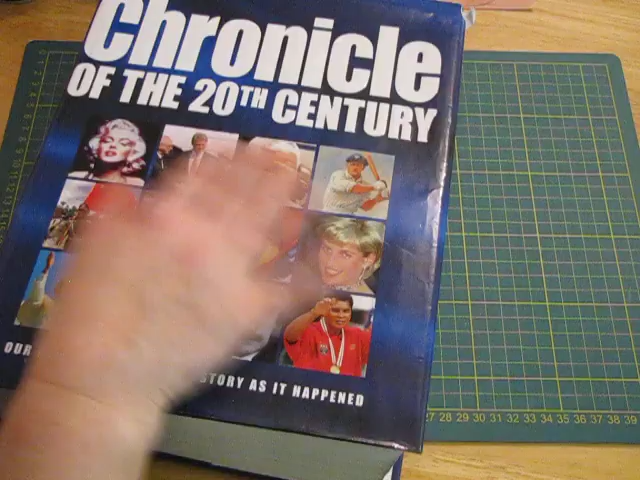 Chronicle
OF THE 20TH CENTURY
OUR STORY AS IT HAPPENED
27 28 29 30 31 32 33 34 35 36 37 38 39